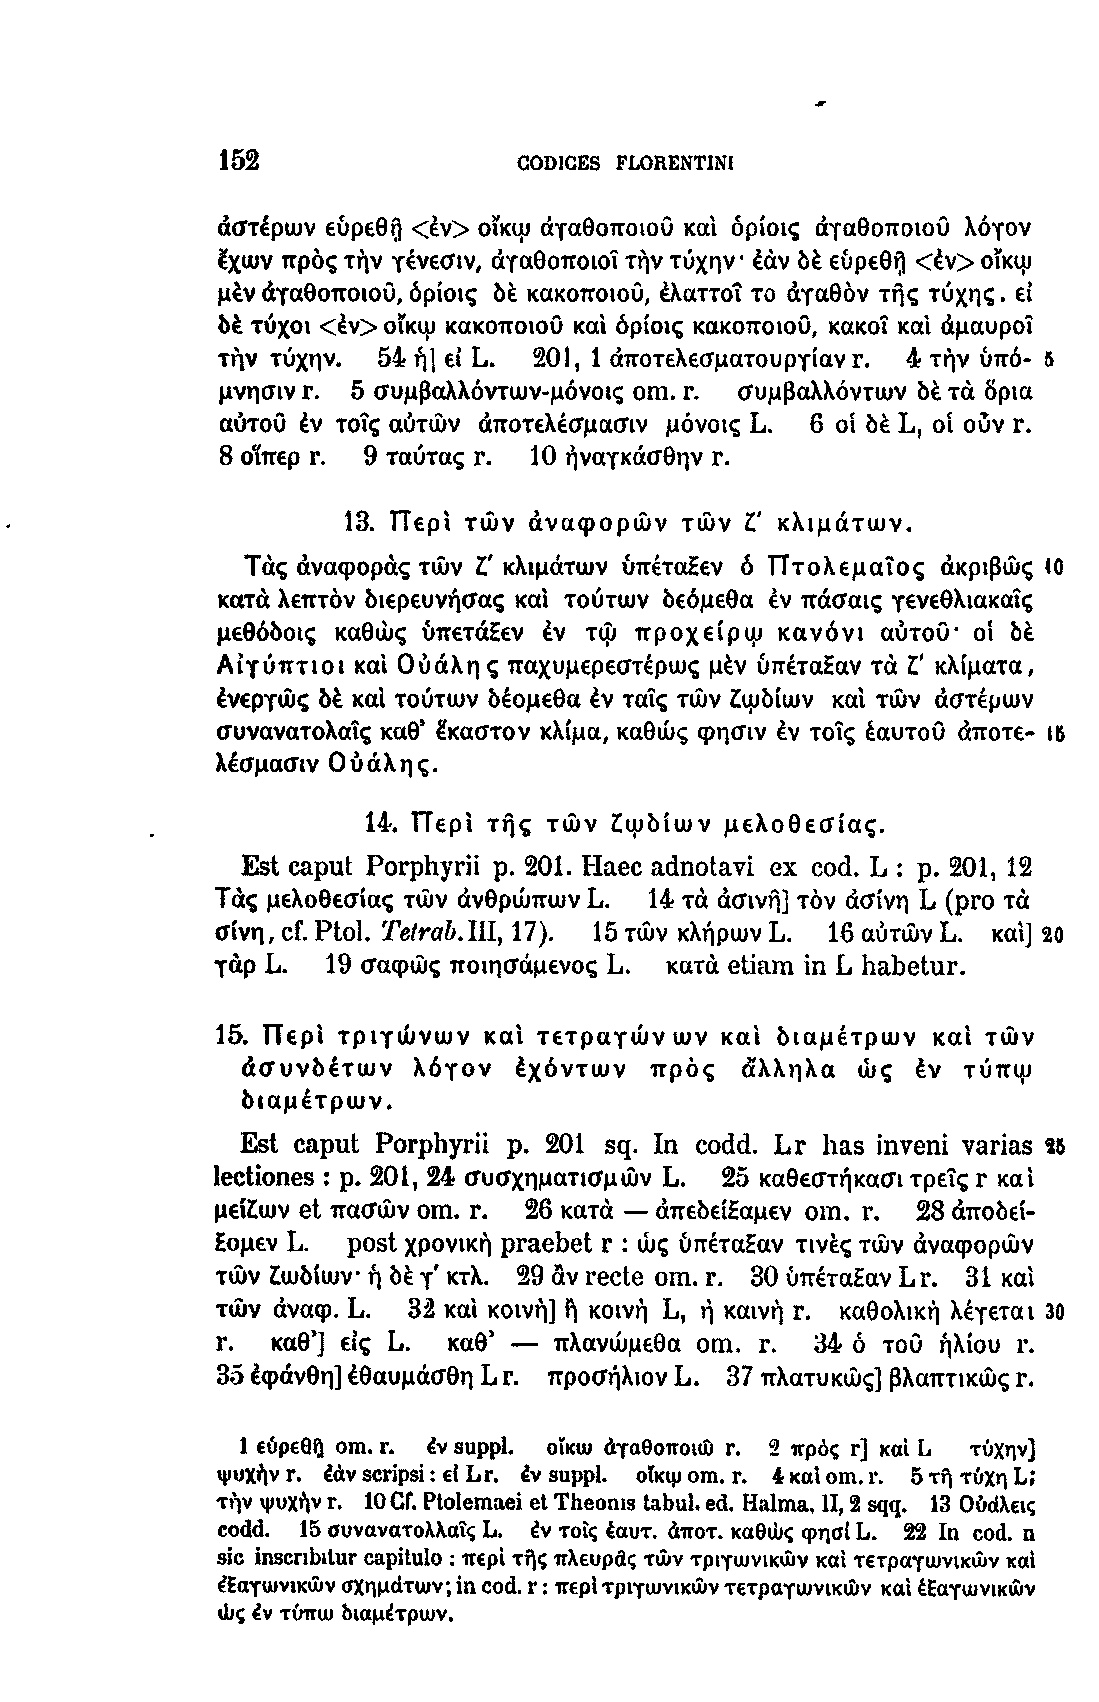 152 CODICES FLORENTINI
ἀστέρων εὑρεθῇ <ἐν> οἴκῳ ἀγαθοποιοῦ καὶ ὁρίοις ἀγαθοποιοῦ λόγον
ἔχων πρὸς τὴν γένεσιν, ἀγαθοποιοῖ τὴν τύχην· ἐὰν δὲ εὑρεθῇ <ἐν> οἴκῳ
μὲν ἀγαθοποιοῦ, ὁρίοις δὲ κακοποιοῦ, ἐλαττοῖ το ἀγαθὸν τῆς τύχης. εἰ
δὲ τύχοι <ἐν> οἴκῳ κακοποιοῦ καὶ ὁρίοις κακοποιοῦ, κακοῖ καὶ ἀμαυροῖ
τὴν τύχην. 54 ἡ] εἰ L. 201, 1 ἀποτελεσματουργίαν r. 4 τὴν ὑπό- 5
μνησιν r. 5 συμβαλλόντων-μόνοις om. r. συμβαλλόντων δὲ τὰ ὅρια
αὐτοῦ ἐν τοῖς αὐτῶν ἀποτελέσμασιν μόνοις L. 6 οἱ δὲ L, οἱ οὖν r.
8 οἵπερ r. 9 ταύτας r. 10 ἠναγκάσθην r.
13. Περὶ τῶν ἀναφορῶν τῶν ζ′ κλιμάτων.
Τὰς ἀναφορὰς τῶν ζ′ κλιμάτων ὑπέταξεν ὁ Πτολεμαῖος ἀκριβῶς 10
κατὰ λεπτὸν διερευνήσας καὶ τούτων δεόμεθα ἐν πάσαις γενεθλιακαῖς
μεθόδοις καθὼς ὑπετάξεν ἐν τῷ προχείρῳ κανόνι αὐτοῦ· οἱ δὲ
Αἰγύπτιοι καὶ Οὐάλης παχυμερεστέρως μὲν ὑπέταξαν τὰ ζ′ κλίματα,
ἐνεργῶς δὲ καὶ τούτων δέομεθα ἐν ταῖς τῶν ζῳδίων καὶ τῶν ἀστέρων
συνανατολαῖς καθ’ ἕκαστον κλίμα, καθώς φησιν ἐν τοῖς ἑαυτοῦ ἀποτε- 15
λέσμασιν Οὐάλης.
14. Περὶ τῆς τῶν ζῳδίων μελοθεσίας.
Est caput Porphyrii p. 201. Haec adnotavi ex cod. L : p. 201, 12
Τὰς μελοθεσίας τῶν ἀνθρώπων L. 14 τὰ ἀσινῆ] τὸν ἀσίνη L (pro τὰ
σίνη, cf. Ptol. Tetrab. III, 17). 15 τῶν κλήρων L. 16 αὐτῶν L. καὶ] 20
γὰρ L. 19 σαφῶς ποιησάμενος L. κατὰ etiam in L habetur.
15. Περὶ τριγώνων καὶ τετραγώνων καὶ διαμέτρων καὶ τῶν
ἀσυνδέτων λόγον ἐχόντων πρὸς ἄλληλα ὡς ἐν τύπῳ
διαμέτρων.
Est caput Porphyrii p. 201 sq. In codd. Lr has inveni varias 25
lectiones : p. 201, 24 συσχηματισμῶν L. 25 καθεστήκασι τρεῖς r καὶ
μείζων et πασῶν om. r. 26 κατὰ — ἀπεδείξαμεν om. r. 28 ἀποδεί-
ξομεν L. post χρονικὴ praebet r : ὡς ὑπέταξαν τινὲς τῶν ἀναφορῶν
τῶν ζωδίων· ἡ δὲ γ′ κτλ. 29 ἂν recte om. r. 30 ὑπέταξαν Lr. 31 καὶ
τῶν ἀναφ. L. 32 καὶ κοινὴ] ἢ κοινὴ L, ἡ καινὴ r. καθολικὴ λέγεται 30
r. καθ’] εἰς L. καθ’ — πλανώμεθα om. r. 34 ὁ τοῦ ἡλίου r.
35 ἐφάνθη] ἐθαυμάσθη Lr. προσήλιον L. 37 πλατυκῶς] βλαπτικῶς r.
1 εὑρεθῇ om. r. ἐν suppl. οἴκω ἀγαθοποιῶ r. 2 πρὸς r] καὶ L τύχην]
ψυχὴν r. ἐὰν scripsi : εἰ Lr. ἐν suppl. οἴκῳ om. r. 4 καὶ om. r. 5 τῇ τύχῃ L;
τὴν ψυχὴν r. 10 Cf. Ptolemaei et Theonis tabul. ed. Halma, II, 2 sqq. 13 Οὐάλεις
codd. 15 συνανατολλαῖς L. ἐν τοῖς ἑαυτ. ἀποτ. καθὼς φησί L. 22 In cod. n
sic inscribitur capitulo : περὶ τῆς πλευρᾶς τῶν τριγωνικῶν καὶ τετραγωνικῶν καὶ
ἑξαγωνικῶν σχημάτων; in cod. r : περὶ τριγωνικῶν τετραγωνικῶν καὶ ἑξαγωνικῶν
ὡς ἐν τύπω διαμέτρων.